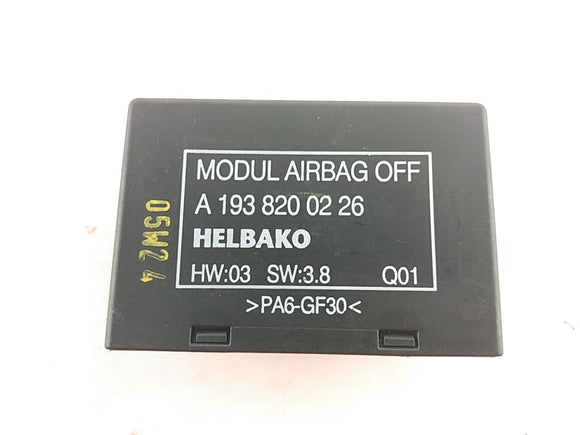 MODUL AIRBAG OFF
A 193 820 02 26
HELBAKO
HW:03 SW:3.8 Q01
>PA6-GF30<
05W2 4